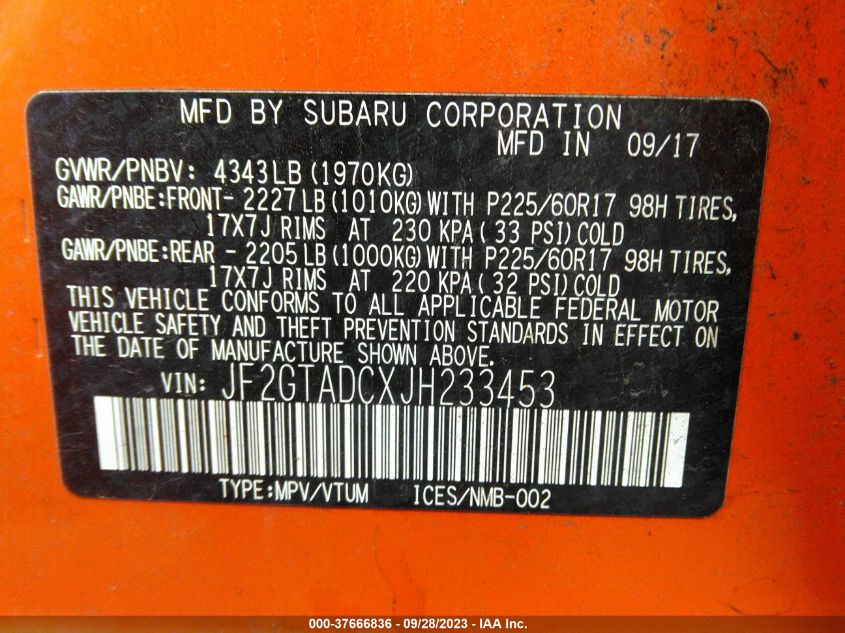 MFD BY SUBARU CORPORATION
MFD IN 09/17
GVWR/PNBV: 4343LB (1970KG)
GAWR/PNBE:FRONT- 2227LB (1010KG) WITH P225/60R17 98H TIRES,
17X7J RIMS AT 230 KPA( 33 PSI)COLD
GAWR/PNBE:REAR - 2205LB (1000KG) WITH P225/60R17 98H TIRES,
17X7J RIMS AT 220 KPA( 32 PSI)COLD
THIS VEHICLE CONFORMS TO ALL APPLICABLE FEDERAL MOTOR
VEHICLE SAFETY AND THEFT PREVENTION STANDARDS IN EFFECT ON
THE DATE OF MANUFACTURE SHOWN ABOVE.
VIN: JF2GTADCXJH233453
TYPE:MPV/VTUM ICES/NMB-002
000-37666836 - 09/28/2023 - IAA Inc.